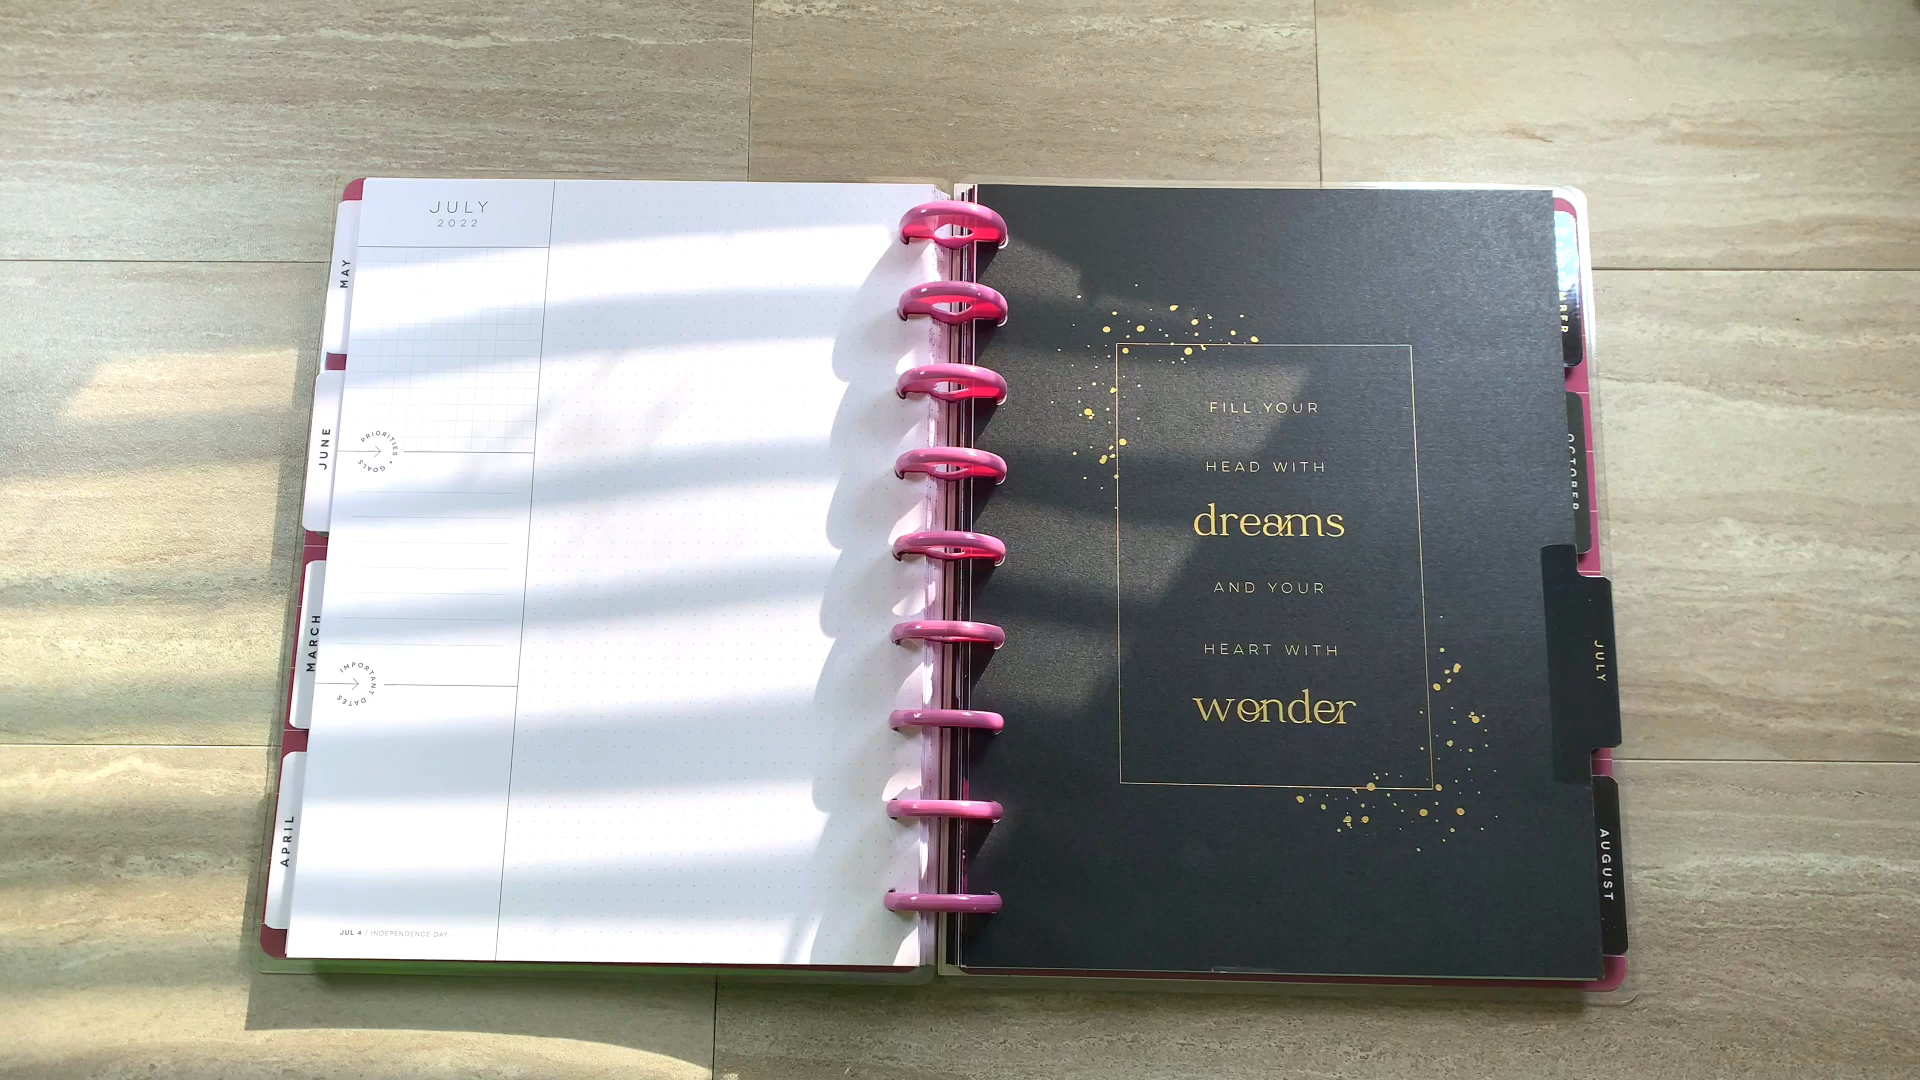 JULY
2022
MAY
JUNE
MARCH
APRIL
PRIORITIES + GOALS
IMPORTANT DATES
JUL 4 / INDEPENDENCE DAY
FILL YOUR
HEAD WITH
dreams
AND YOUR
HEART WITH
wonder
OCTOBER
JULY
AUGUST